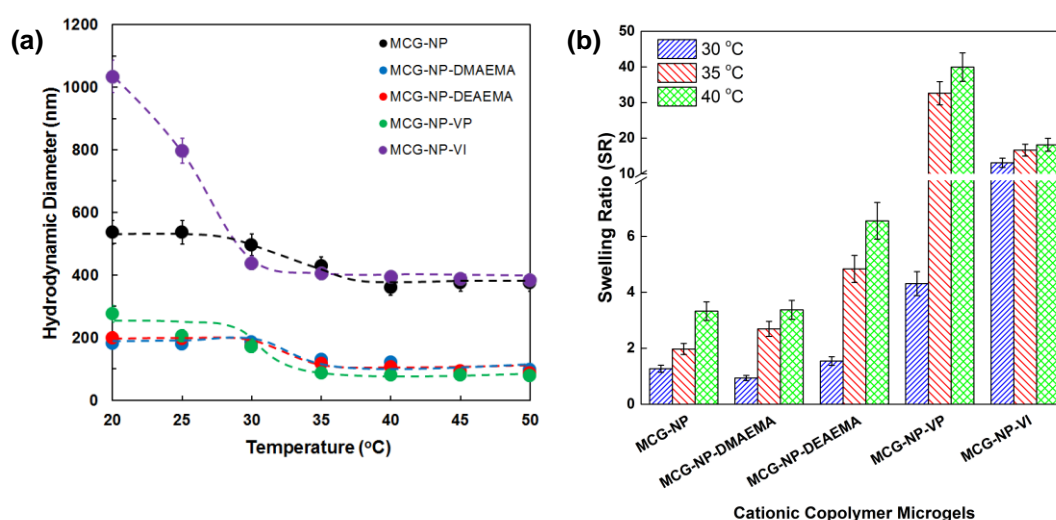 (a)
Hydrodynamic Diameter (nm)
1200
1000
800
600
400
200
0
20 25 30 35 40 45 50
Temperature (°C)
MCG-NP
MCG-NP-DMAEMA
MCG-NP-DEAEMA
MCG-NP-VP
MCG-NP-VI
(b)
Swelling Ratio (SR)
50
40
30
20
10
6
4
2
0
30 °C
35 °C
40 °C
MCG-NP
MCG-NP-DMAEMA
MCG-NP-DEAEMA
MCG-NP-VP
MCG-NP-VI
Cationic Copolymer Microgels